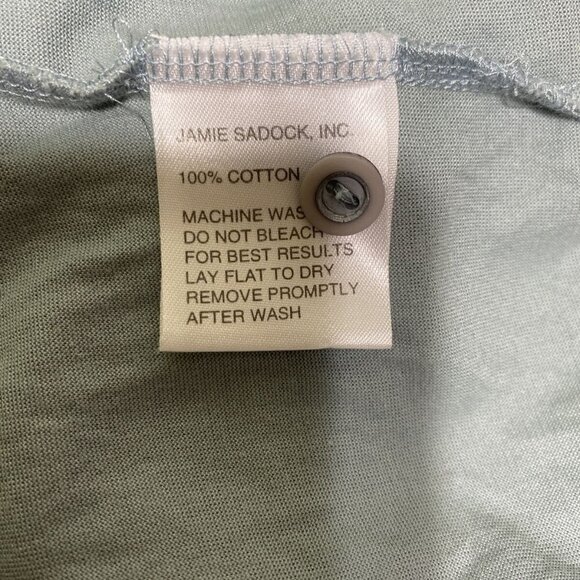 JAMIE SADOCK, INC.
100% COTTON
MACHINE WAS
DO NOT BLEACH
FOR BEST RESULTS
LAY FLAT TO DRY
REMOVE PROMPTLY
AFTER WASH